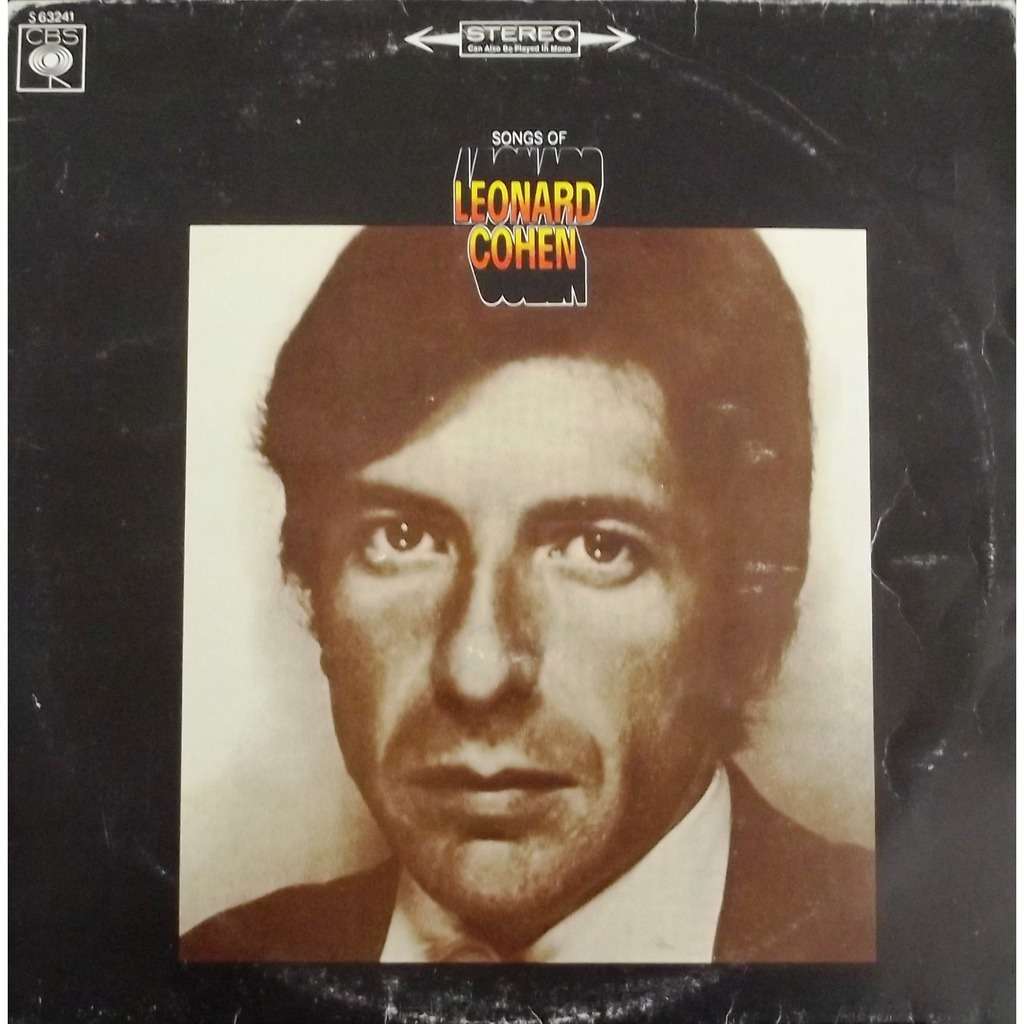 S 63241
CBS
STEREO
Can Also Be Played In Mono
SONGS OF
LEONARD
COHEN